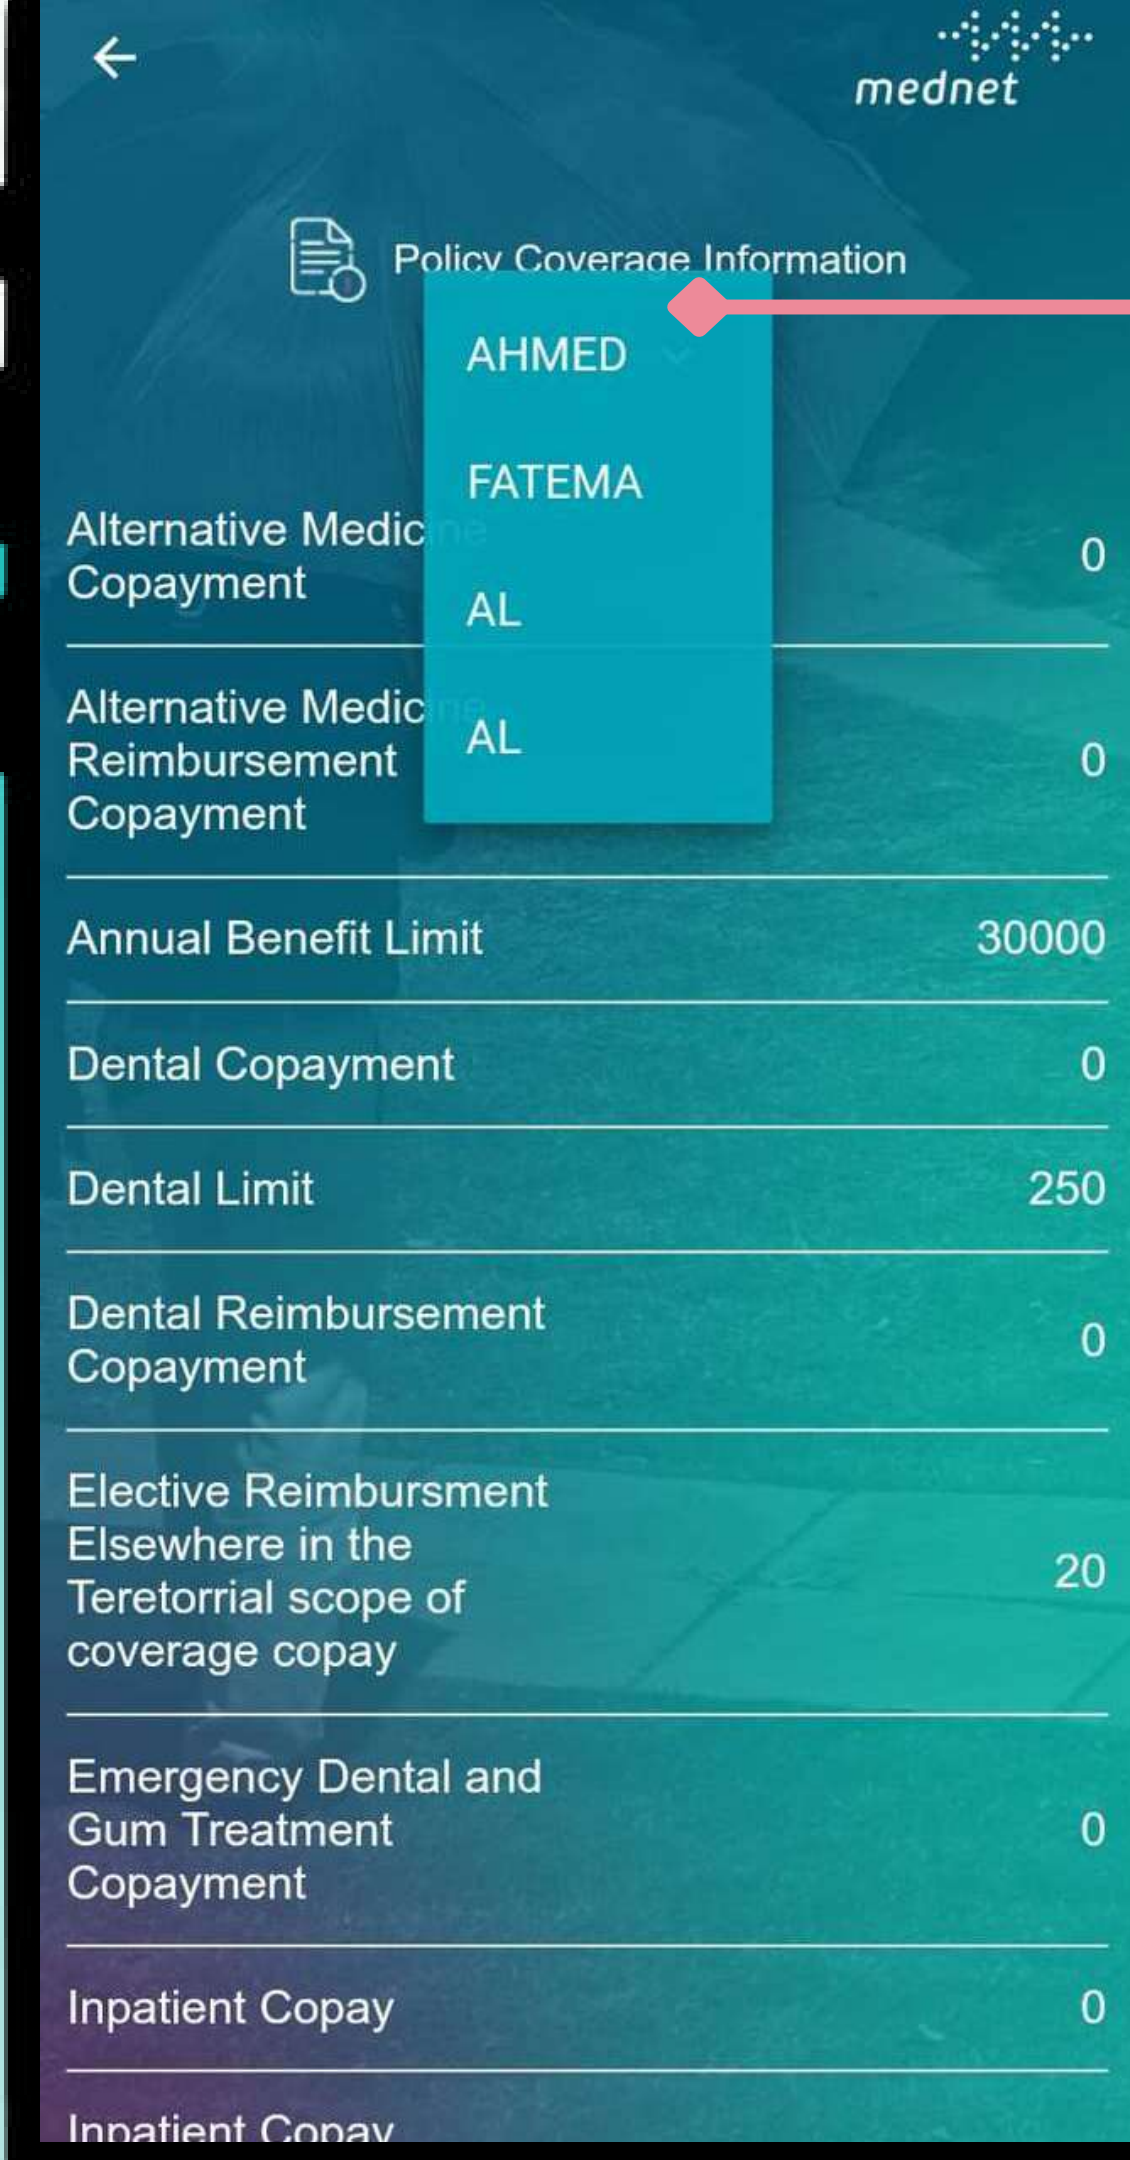 mednet
Policy Coverage Information
AHMED
FATEMA
AL
AL
Alternative Medicine
Copayment
0
Alternative Medicine
Reimbursement
Copayment
0
Annual Benefit Limit 30000
Dental Copayment 0
Dental Limit 250
Dental Reimbursement
Copayment
0
Elective Reimbursment
Elsewhere in the
Teretorrial scope of
coverage copay
20
Emergency Dental and
Gum Treatment
Copayment
0
Inpatient Copay 0
Inpatient Copay